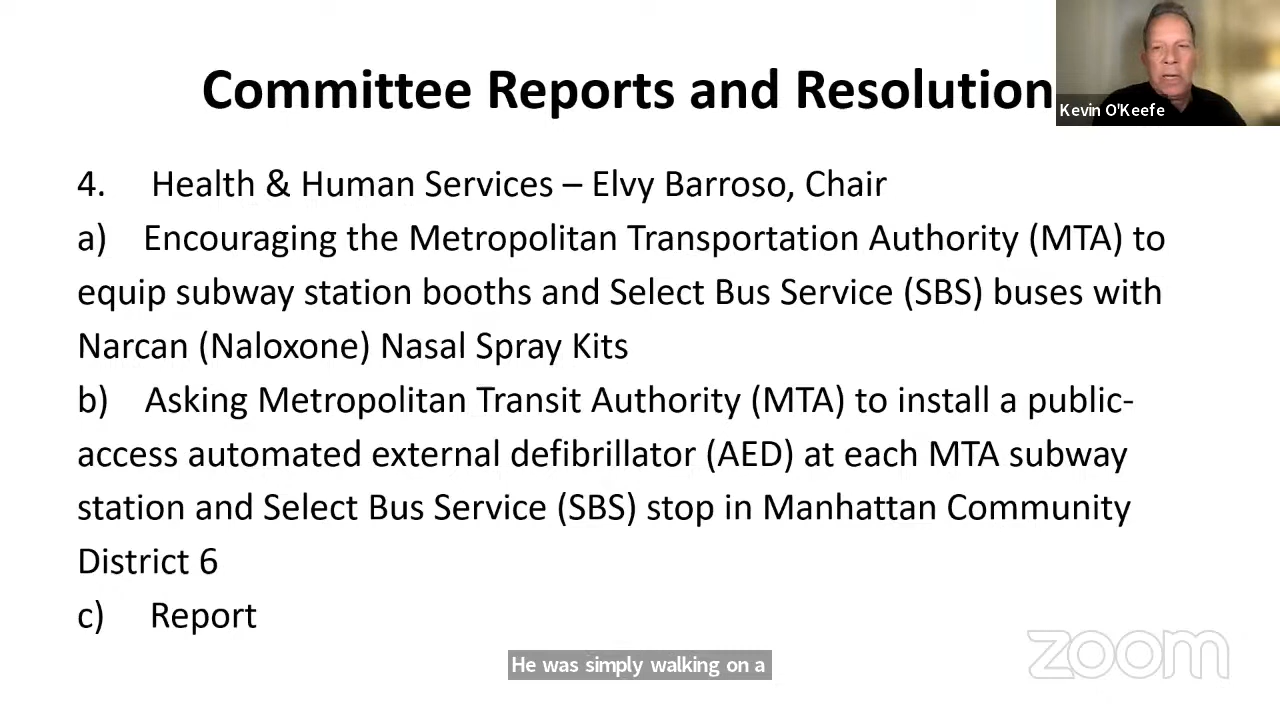 Committee Reports and Resolution
Kevin O'Keefe
4. Health & Human Services – Elvy Barroso, Chair
a) Encouraging the Metropolitan Transportation Authority (MTA) to
equip subway station booths and Select Bus Service (SBS) buses with
Narcan (Naloxone) Nasal Spray Kits
b) Asking Metropolitan Transit Authority (MTA) to install a public-
access automated external defibrillator (AED) at each MTA subway
station and Select Bus Service (SBS) stop in Manhattan Community
District 6
c) Report
He was simply walking on a
zoom